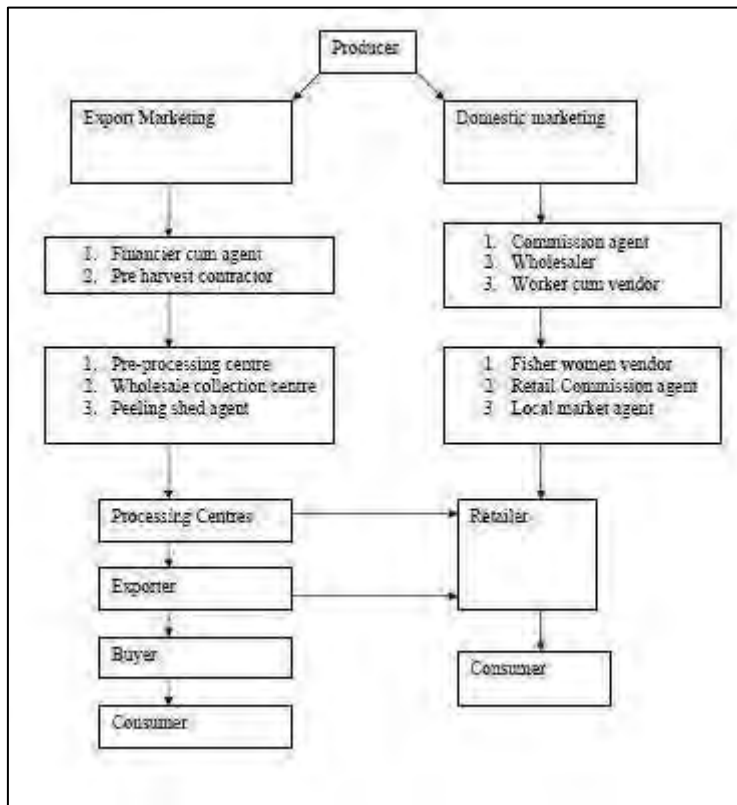 Producer
Export Marketing
Domestic marketing
1. Financier cum agent
2. Pre harvest contractor
1. Commission agent
2. Wholesaler
3. Worker cum vendor
1. Pre-processing centre
2. Wholesale collection centre
3. Peeling shed agent
1 Fisher women vendor
2 Retail Commission agent
3 Local market agent
Processing Centres
Retailer
Exporter
Buyer
Consumer
Consumer